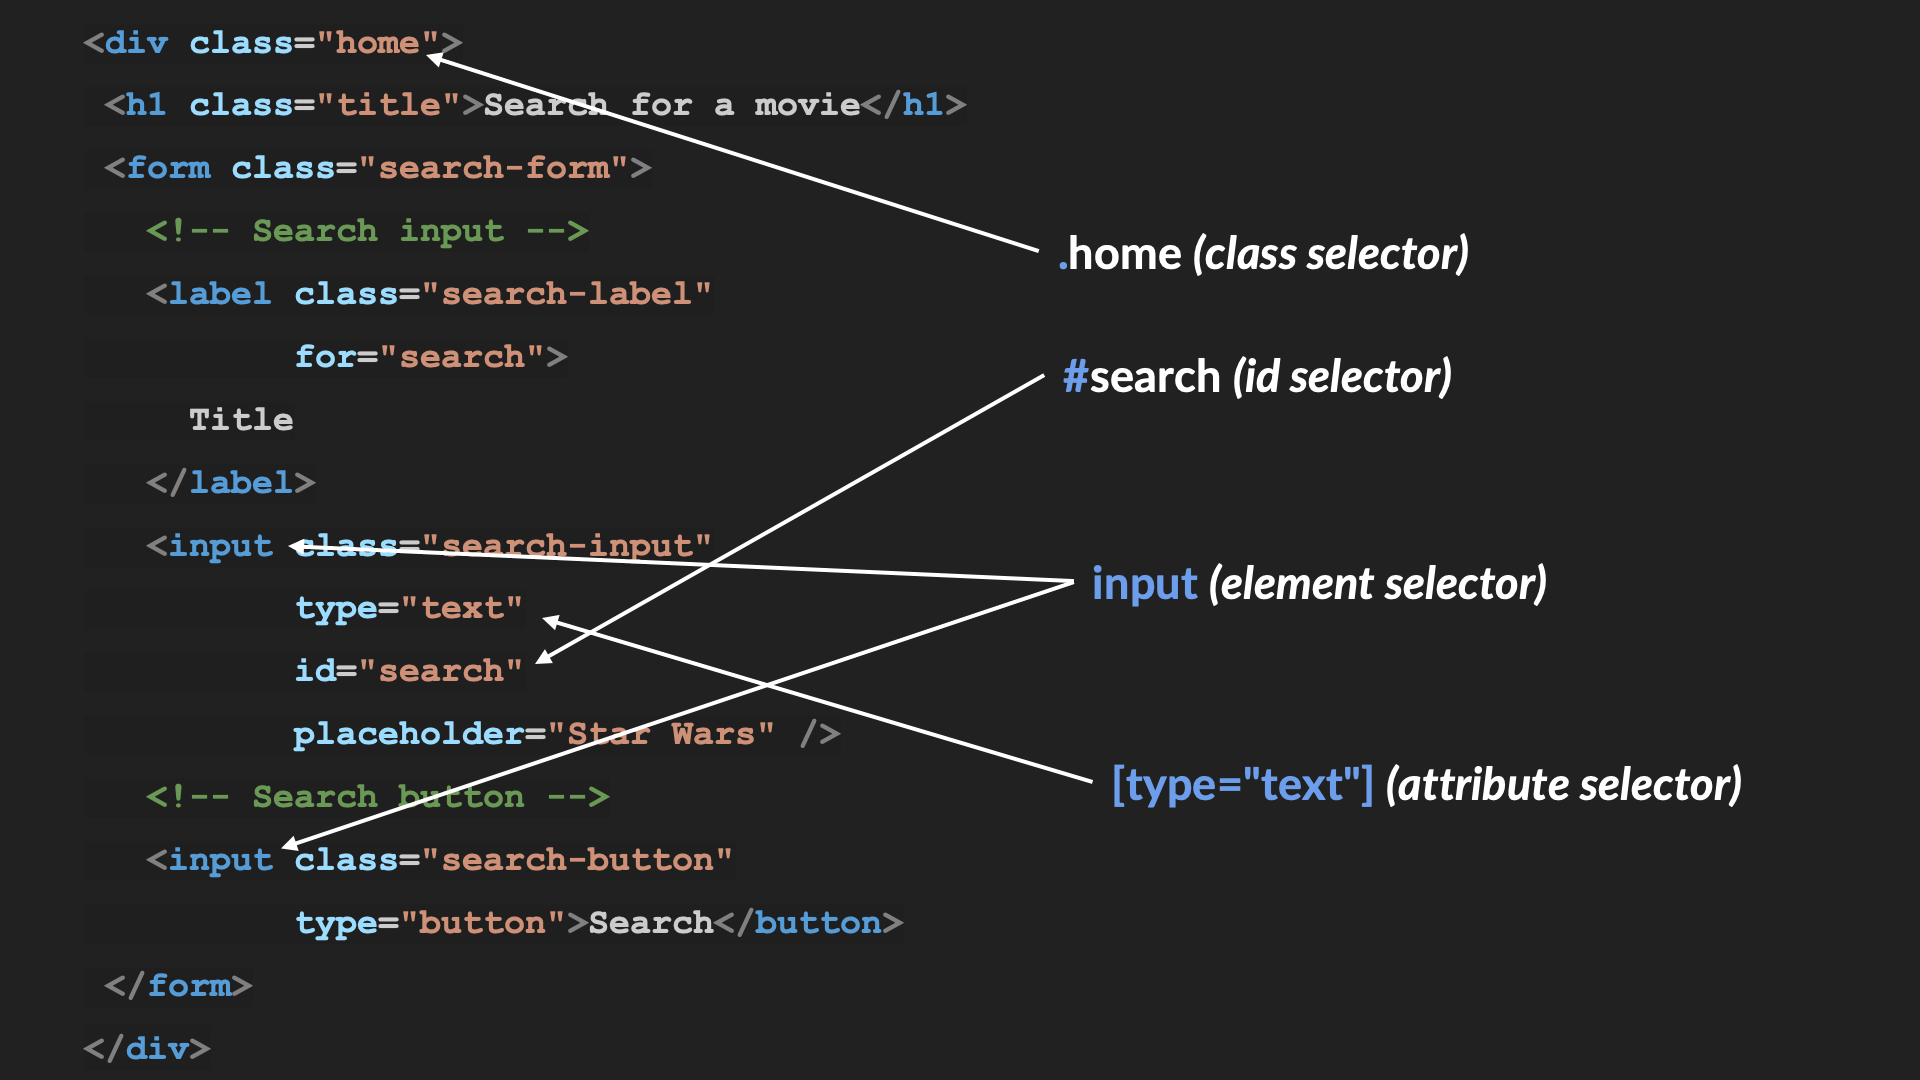 <div class="home">
<h1 class="title">Search for a movie</h1>
<form class="search-form">
<!-- Search input -->
<label class="search-label"
for="search">
Title
</label>
<input class="search-input"
type="text"
id="search"
placeholder="Star Wars" />
<!-- Search button -->
<input class="search-button"
type="button">Search</button>
</form>
</div>
.home (class selector)
#search (id selector)
input (element selector)
[type="text"] (attribute selector)